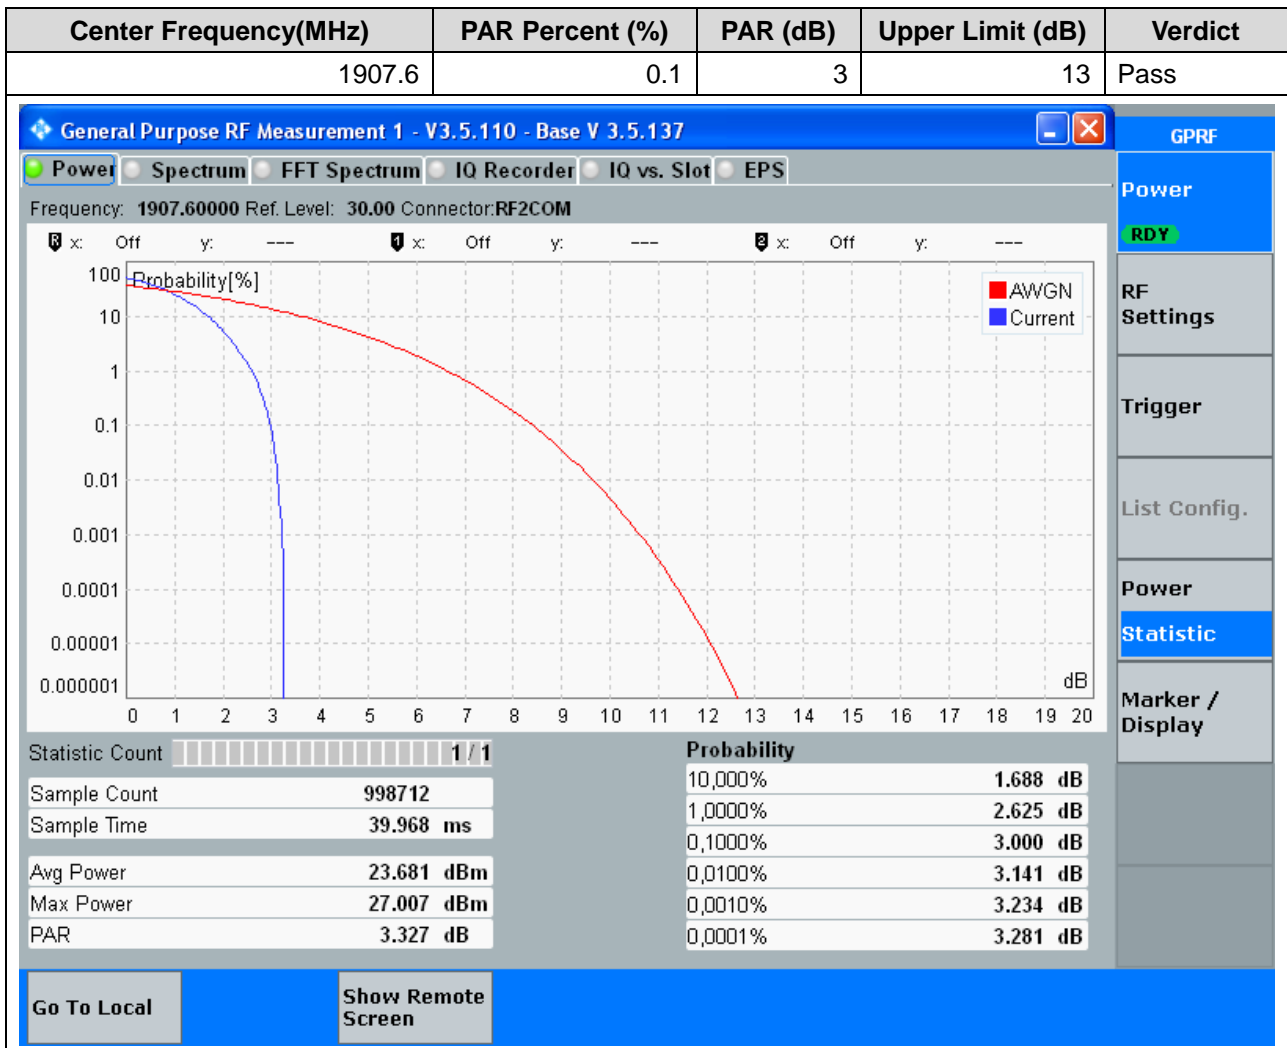 Center Frequency(MHz) PAR Percent (%) PAR (dB) Upper Limit (dB) Verdict
1907.6 0.1 3 13 Pass
General Purpose RF Measurement 1 - V3.5.110 - Base V 3.5.137
GPRF
Power Spectrum FFT Spectrum IQ Recorder IQ vs. Slot EPS
Power
RDY
Frequency: 1907.60000 Ref. Level: 30.00 Connector:RF2COM
R x: Off y: --- 1 x: Off y: --- 2 x: Off y: ---
Probability[%]
100
10
1
0.1
0.01
0.001
0.0001
0.00001
0.000001
AWGN
Current
dB
0 1 2 3 4 5 6 7 8 9 10 11 12 13 14 15 16 17 18 19 20
RF
Settings
Trigger
List Config.
Power
Statistic
Marker /
Display
Statistic Count 1 / 1
Sample Count 998712
Sample Time 39.968 ms
Avg Power 23.681 dBm
Max Power 27.007 dBm
PAR 3.327 dB
Probability
10,000% 1.688 dB
1,0000% 2.625 dB
0,1000% 3.000 dB
0,0100% 3.141 dB
0,0010% 3.234 dB
0,0001% 3.281 dB
Go To Local
Show Remote
Screen